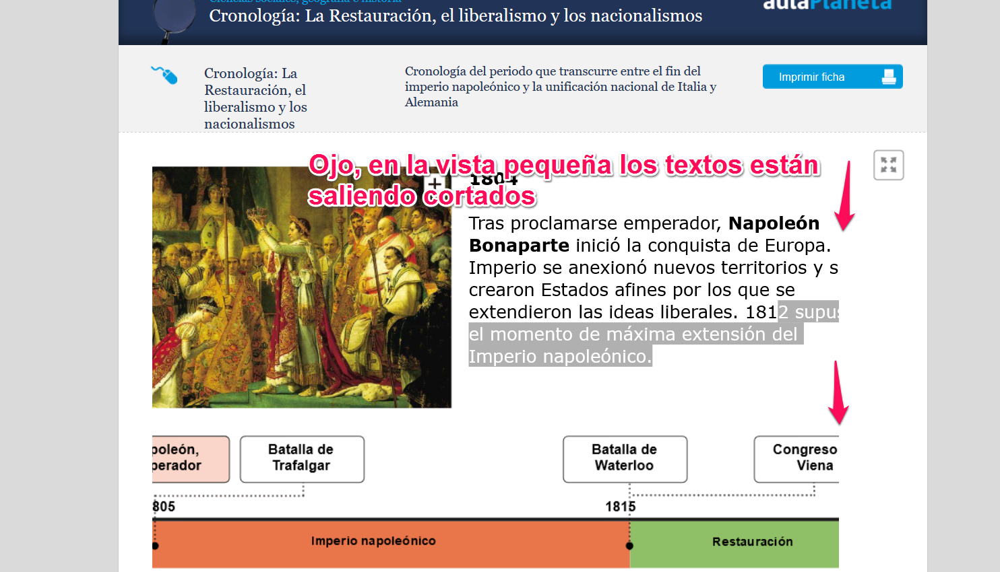 Ciencias sociales, geografía e historia
Cronología: La Restauración, el liberalismo y los nacionalismos
aulaPlaneta
Cronología: La
Restauración, el
liberalismo y los
nacionalismos
Cronología del periodo que transcurre entre el fin del
imperio napoleónico y la unificación nacional de Italia y
Alemania
Imprimir ficha
Ojo, en la vista pequeña los textos están
saliendo cortados
1804
Tras proclamarse emperador, Napoleón
Bonaparte inició la conquista de Europa.
Imperio se anexionó nuevos territorios y s
crearon Estados afines por los que se
extendieron las ideas liberales. 1812 supus
el momento de máxima extensión del
Imperio napoleónico.
poleón,
perador
Batalla de
Trafalgar
Batalla de
Waterloo
Congreso
Viena
805
1815
Imperio napoleónico
Restauración